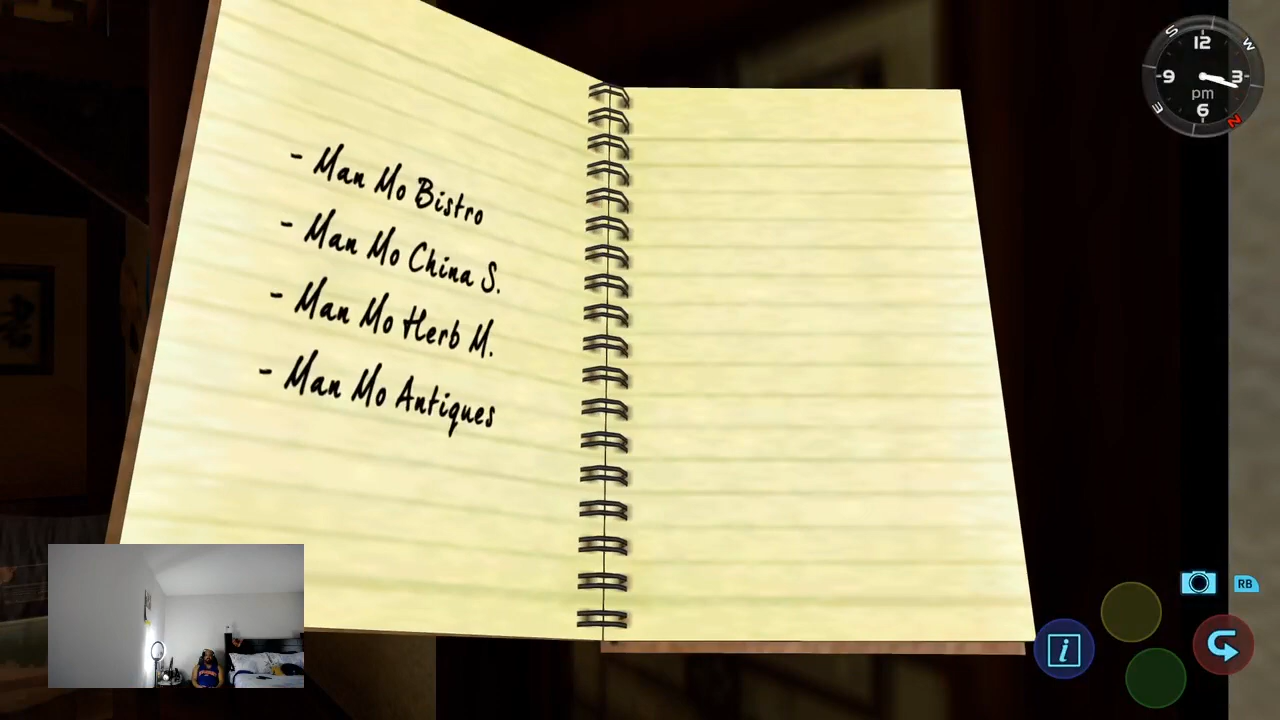 - Man Mo Bistro
- Man Mo China S.
- Man Mo Herb M.
- Man Mo Antiques
S
W
12
9
3
pm
6
E
N
RB
i